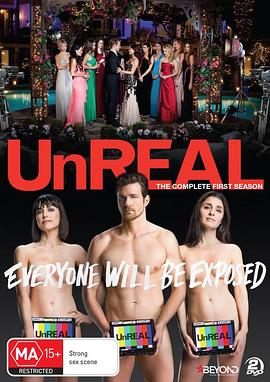 UnREAL
THE COMPLETE FIRST SEASON
EVERYONE WILL BE EXPOSED
UnREAL
UnREAL
UnREAL
MA 15+
RESTRICTED
Strong
sex scene
BEYOND
2